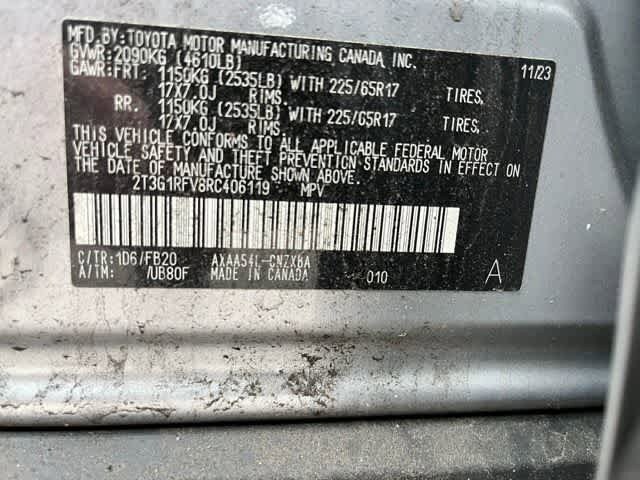 MFD.BY:TOYOTA MOTOR MANUFACTURING CANADA, INC.
GVWR:2090KG (4610LB) 11/23
GAWR:FRT: 1150KG (2535LB) WITH 225/65R17 TIRES,
17X7.0J RIMS,
RR. 1150KG (2535LB) WITH 225/65R17 TIRES,
17X7.0J RIMS.
THIS VEHICLE CONFORMS TO ALL APPLICABLE FEDERAL MOTOR
VEHICLE SAFETY AND THEFT PREVENTION STANDARDS IN EFFECT
ON THE DATE OF MANUFACTURE SHOWN ABOVE.
2T3G1RFV8RC406119 MPV
C/TR:1D6/FB20 AXAA54L-CNZXBA
A/TM: /UB80F MADE IN CANADA 010 A